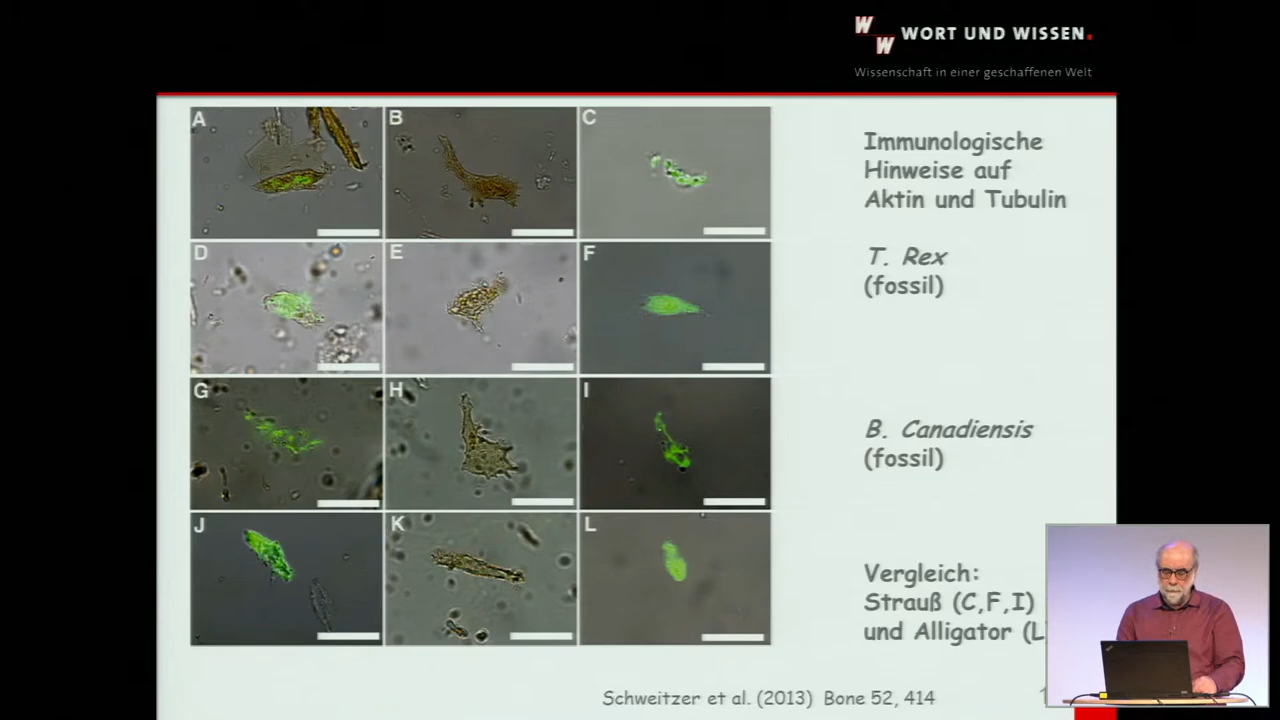 W W WORT UND WISSEN.
Wissenschaft in einer geschaffenen Welt
A B C
D E F
G H I
J K L
Immunologische
Hinweise auf
Aktin und Tubulin
T. Rex
(fossil)
B. Canadiensis
(fossil)
Vergleich:
Strauß (C,F,I)
und Alligator (L
Schweitzer et al. (2013) Bone 52, 414